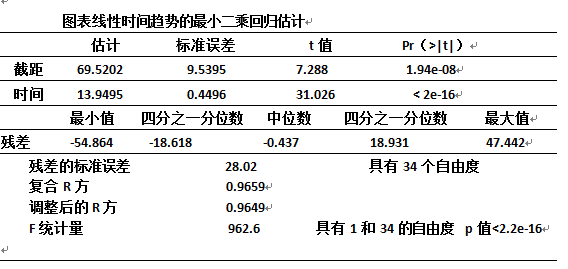 图表线性时间趋势的最小二乘回归估计
估计 标准误差 t 值 Pr（>|t|）
截距 69.5202 9.5395 7.288 1.94e-08
时间 13.9495 0.4496 31.026 < 2e-16
最小值 四分之一分位数 中位数 四分之一分位数 最大值
残差 -54.864 -18.618 -0.437 18.931 47.442
残差的标准误差 28.02 具有 34 个自由度
复合 R 方 0.9659
调整后的 R 方 0.9649
F 统计量 962.6 具有 1 和 34 的自由度 p 值<2.2e-16